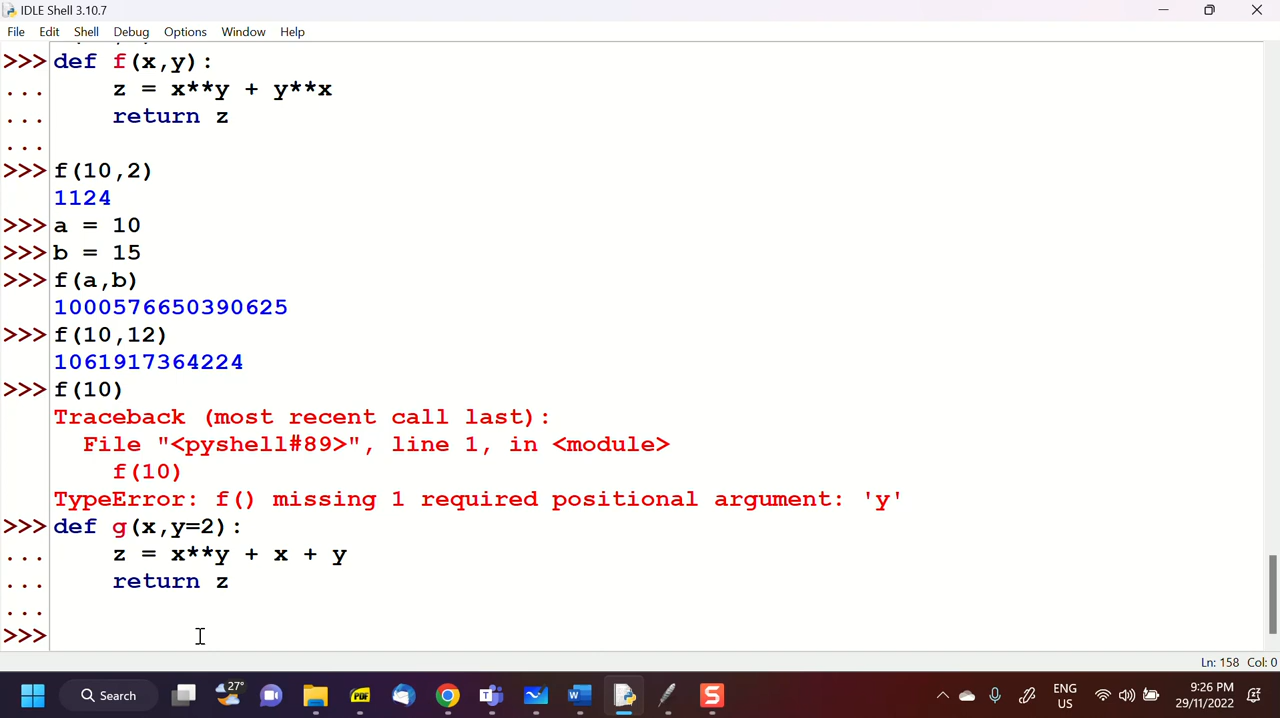 IDLE Shell 3.10.7
File Edit Shell Debug Options Window Help
>>> def f(x,y):
...     z = x**y + y**x
...     return z
...
>>> f(10,2)
1124
>>> a = 10
>>> b = 15
>>> f(a,b)
1000576650390625
>>> f(10,12)
1061917364224
>>> f(10)
Traceback (most recent call last):
  File "<pyshell#89>", line 1, in <module>
    f(10)
TypeError: f() missing 1 required positional argument: 'y'
>>> def g(x,y=2):
...     z = x**y + x + y
...     return z
...
>>>
Ln: 158 Col: 0
Search
27°
PDF
W
S
ENG
US
9:26 PM
29/11/2022